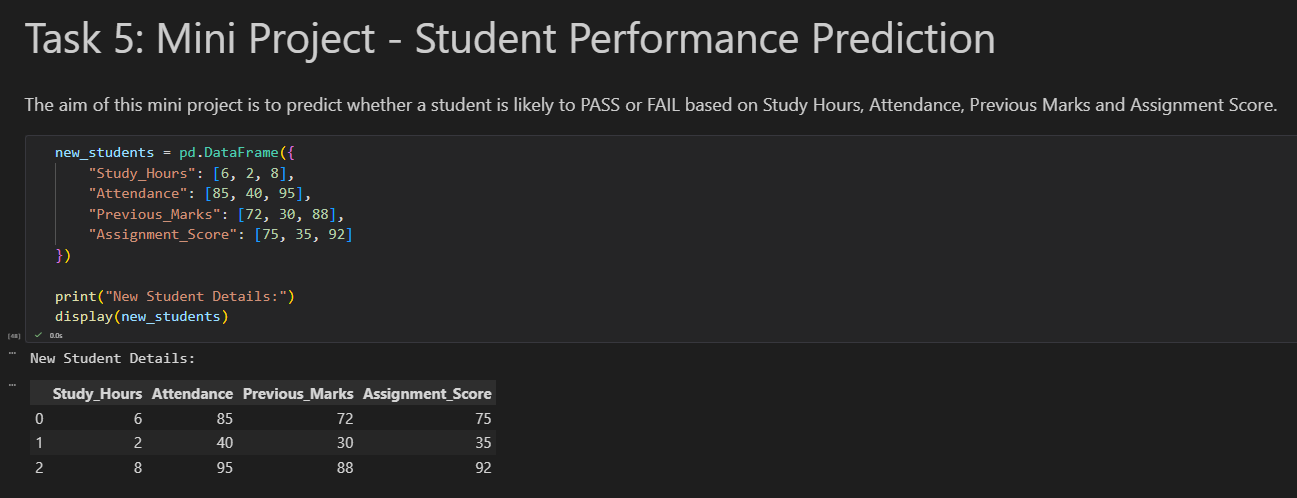 Task 5: Mini Project - Student Performance Prediction
The aim of this mini project is to predict whether a student is likely to PASS or FAIL based on Study Hours, Attendance, Previous Marks and Assignment Score.
new_students = pd.DataFrame({
    "Study_Hours": [6, 2, 8],
    "Attendance": [85, 40, 95],
    "Previous_Marks": [72, 30, 88],
    "Assignment_Score": [75, 35, 92]
})
print("New Student Details:")
display(new_students)
[48] ✓ 0.0s
... New Student Details:
...
Study_Hours Attendance Previous_Marks Assignment_Score
0 6 85 72 75
1 2 40 30 35
2 8 95 88 92